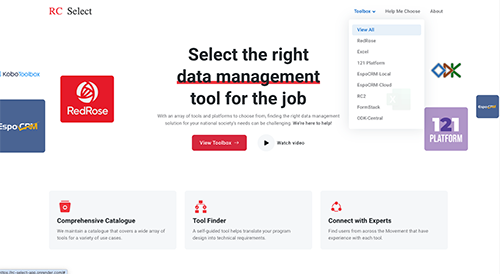 RC Select
Toolbox
Help Me Choose
About
View All
RedRose
Excel
121 Platform
EspoCRM-Local
EspoCRM-Cloud
RC2
FormStack
ODK-Central
Select the right
data management
tool for the job
With an array of tools and platforms to choose from, finding the right data management
solution for your national society's needs can be challenging. We're here to help!
View Toolbox →
Watch video
KoboToolbox
RedRose
EspoCRM
ODK
121
PLATFORM
EspoCRM
Comprehensive Catalogue
We maintain a catalogue that covers a wide array of
tools for a variety of use cases.
Tool Finder
A self-guided tool helps translate your program
design into technical requirements.
Connect with Experts
Find users from across the Movement that have
experience with each tool.